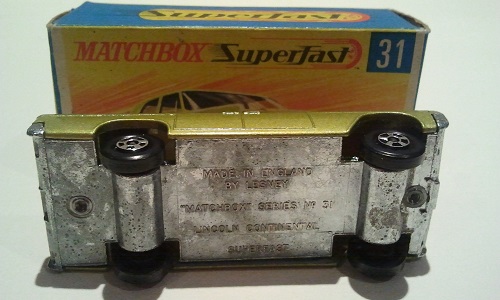 Superfast
MATCHBOX Superfast 31
MADE IN ENGLAND
BY LESNEY
"MATCHBOX" SERIES Nº 31
LINCOLN CONTINENTAL
SUPERFAST